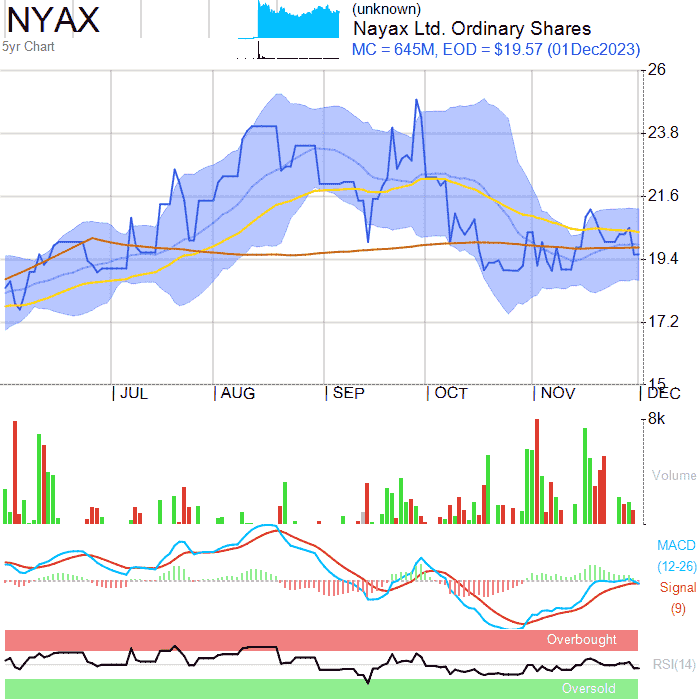 NYAX
(unknown)
Nayax Ltd. Ordinary Shares
5yr Chart
MC = 645M, EOD = $19.57 (01Dec2023)
26
23.8
21.6
19.4
17.2
15
JUL
AUG
SEP
OCT
NOV
DEC
8k
Volume
MACD
(12-26)
Signal
(9)
Overbought
RSI(14)
Oversold